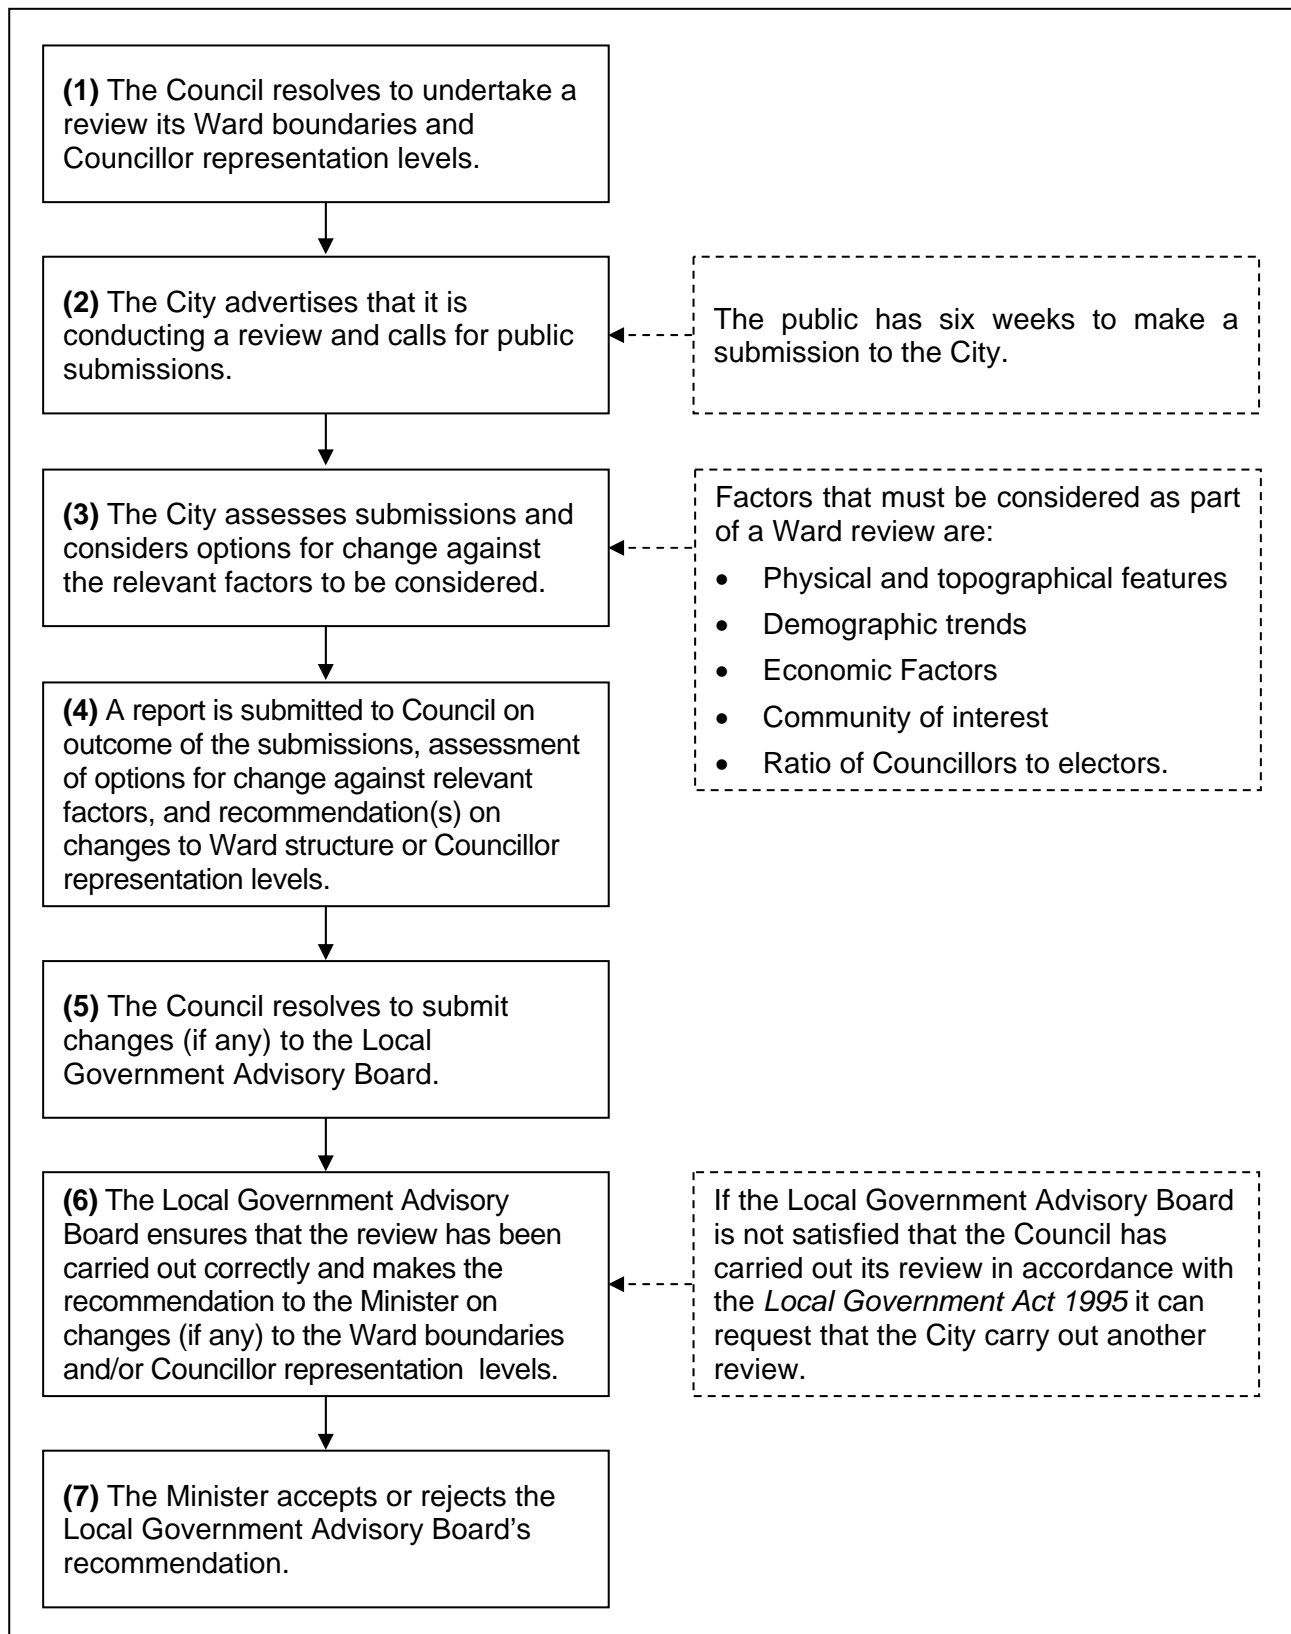 (1) The Council resolves to undertake a
review its Ward boundaries and
Councillor representation levels.
(2) The City advertises that it is
conducting a review and calls for public
submissions.
The public has six weeks to make a
submission to the City.
(3) The City assesses submissions and
considers options for change against
the relevant factors to be considered.
Factors that must be considered as part
of a Ward review are:
• Physical and topographical features
• Demographic trends
• Economic Factors
• Community of interest
• Ratio of Councillors to electors.
(4) A report is submitted to Council on
outcome of the submissions, assessment
of options for change against relevant
factors, and recommendation(s) on
changes to Ward structure or Councillor
representation levels.
(5) The Council resolves to submit
changes (if any) to the Local
Government Advisory Board.
(6) The Local Government Advisory
Board ensures that the review has been
carried out correctly and makes the
recommendation to the Minister on
changes (if any) to the Ward boundaries
and/or Councillor representation levels.
If the Local Government Advisory Board
is not satisfied that the Council has
carried out its review in accordance with
the Local Government Act 1995 it can
request that the City carry out another
review.
(7) The Minister accepts or rejects the
Local Government Advisory Board's
recommendation.